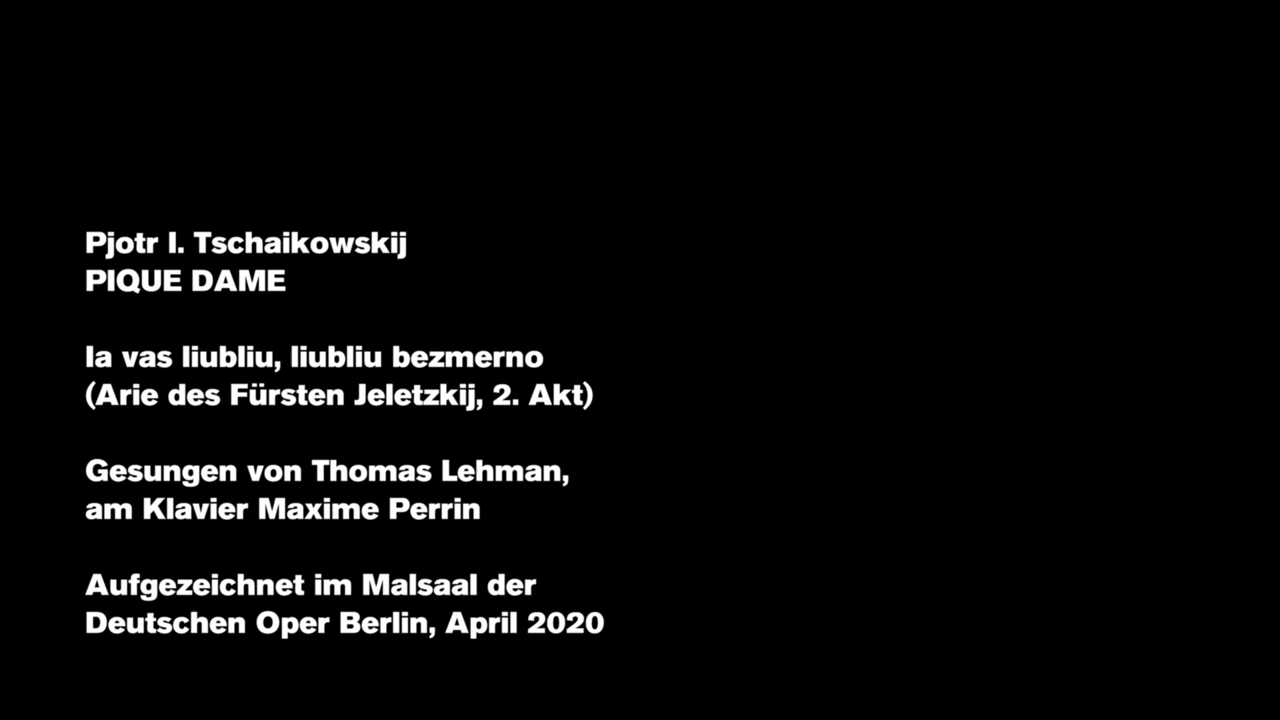 Pjotr I. Tschaikowskij
PIQUE DAME
Ia vas liubliu, liubliu bezmerno
(Arie des Fürsten Jeletzkij, 2. Akt)
Gesungen von Thomas Lehman,
am Klavier Maxime Perrin
Aufgezeichnet im Malsaal der
Deutschen Oper Berlin, April 2020